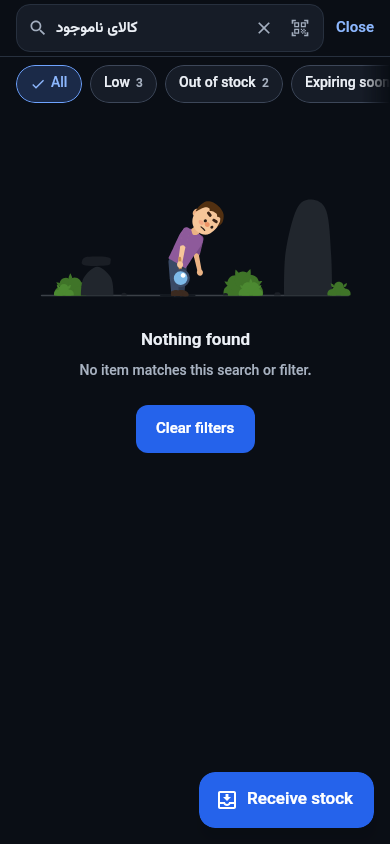 کالای ناموجود
Close
All
Low 3
Out of stock 2
Expiring soon
Nothing found
No item matches this search or filter.
Clear filters
Receive stock